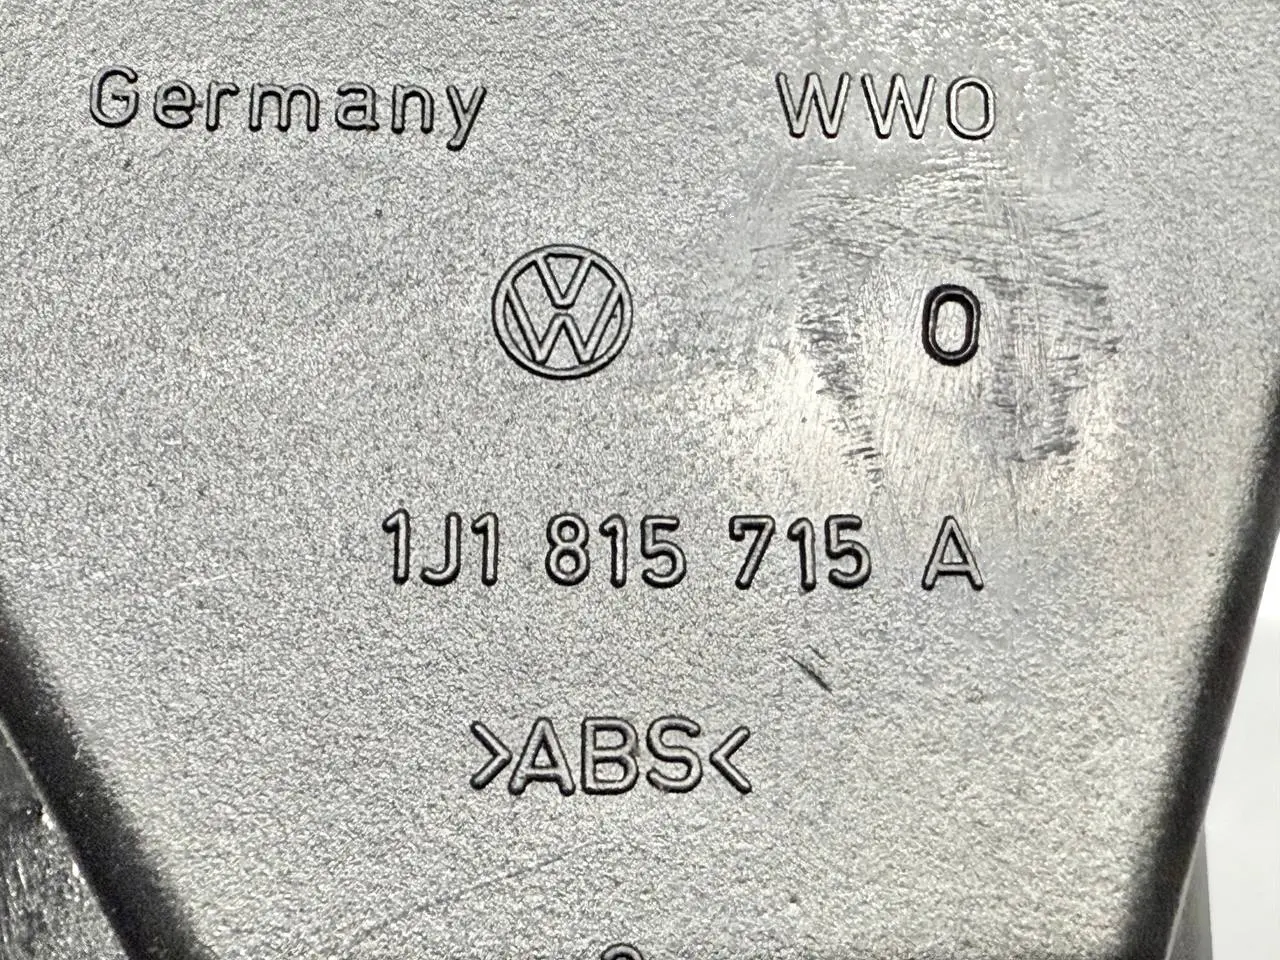 Germany WWO
0
1J1 815 715 A
>ABS<